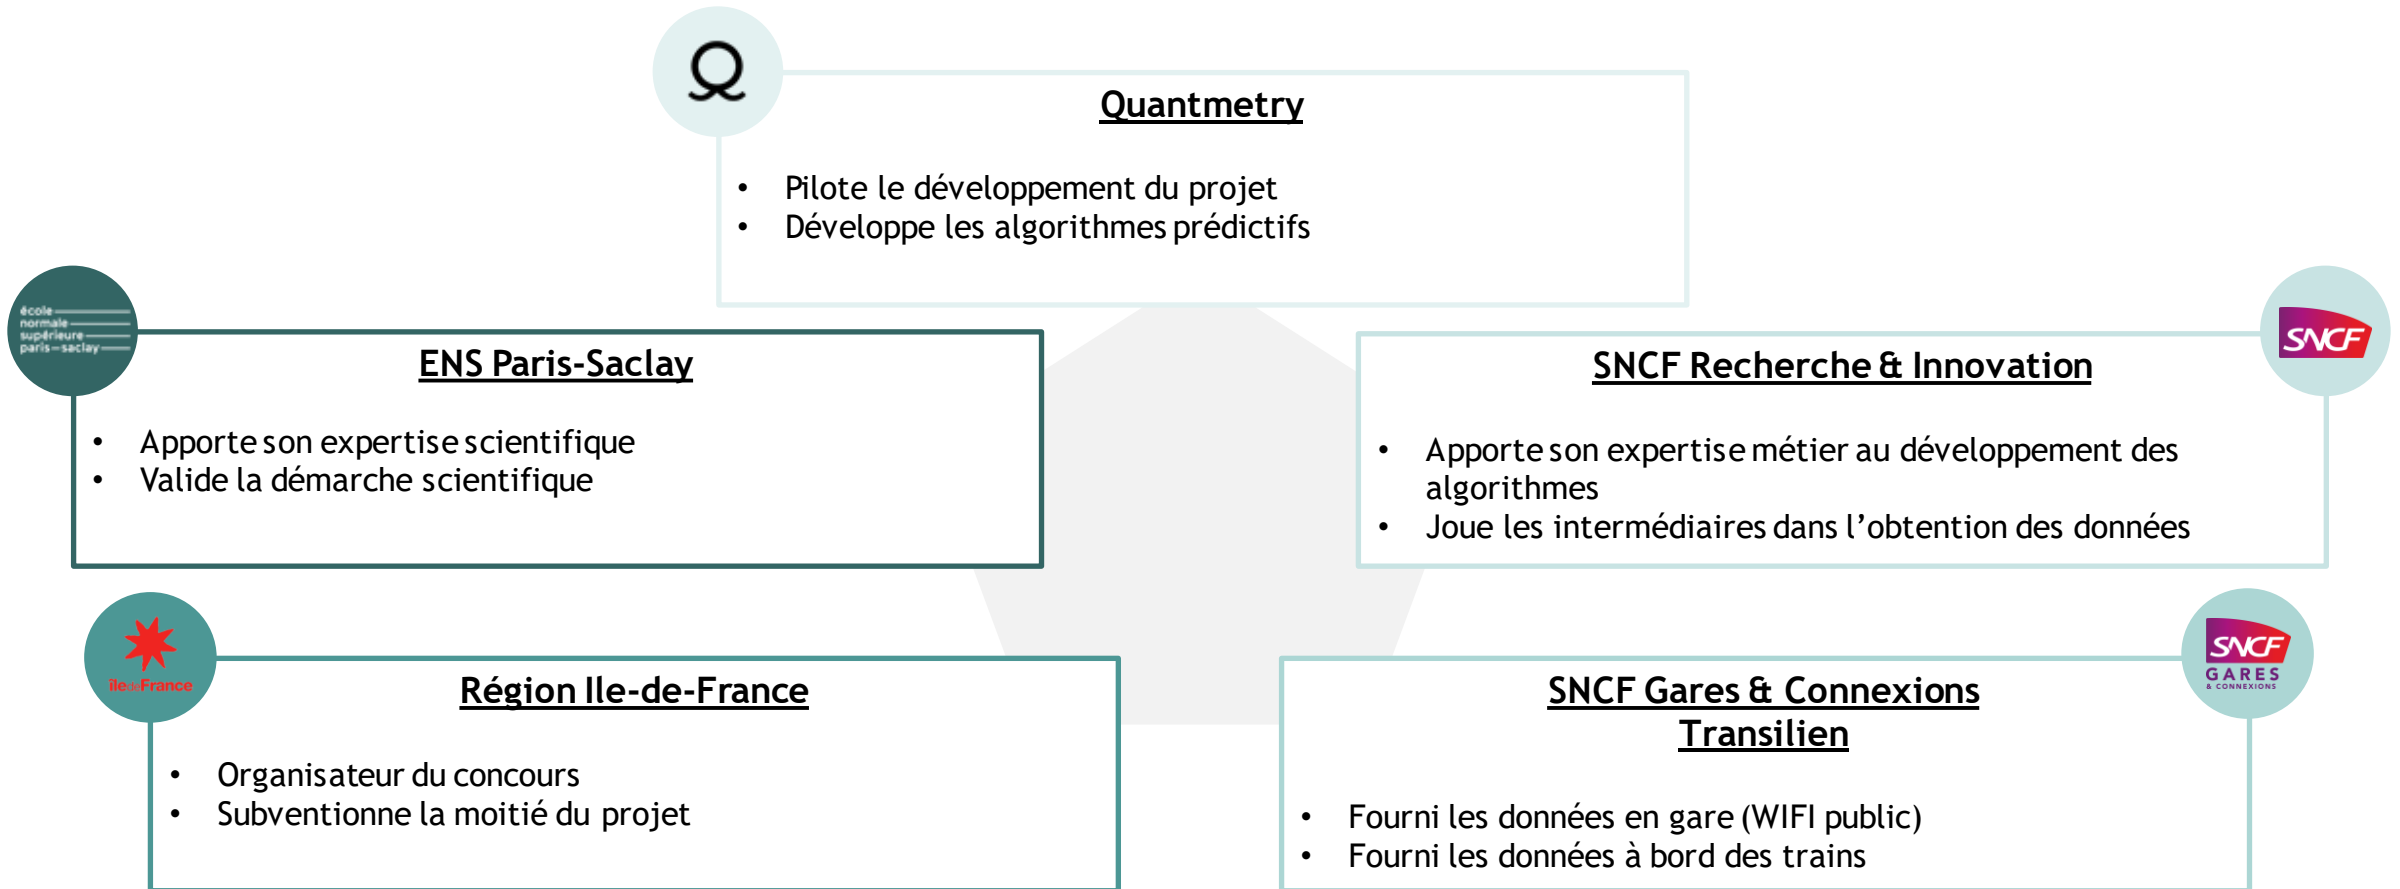 Quantmetry
• Pilote le développement du projet
• Développe les algorithmes prédictifs
école
normale
supérieure
paris-saclay
ENS Paris-Saclay
• Apporte son expertise scientifique
• Valide la démarche scientifique
SNCF
SNCF Recherche & Innovation
• Apporte son expertise métier au développement des
algorithmes
• Joue les intermédiaires dans l’obtention des données
îledeFrance
Région Ile-de-France
• Organisateur du concours
• Subventionne la moitié du projet
SNCF
GARES
& CONNEXIONS
SNCF Gares & Connexions
Transilien
• Fourni les données en gare (WIFI public)
• Fourni les données à bord des trains